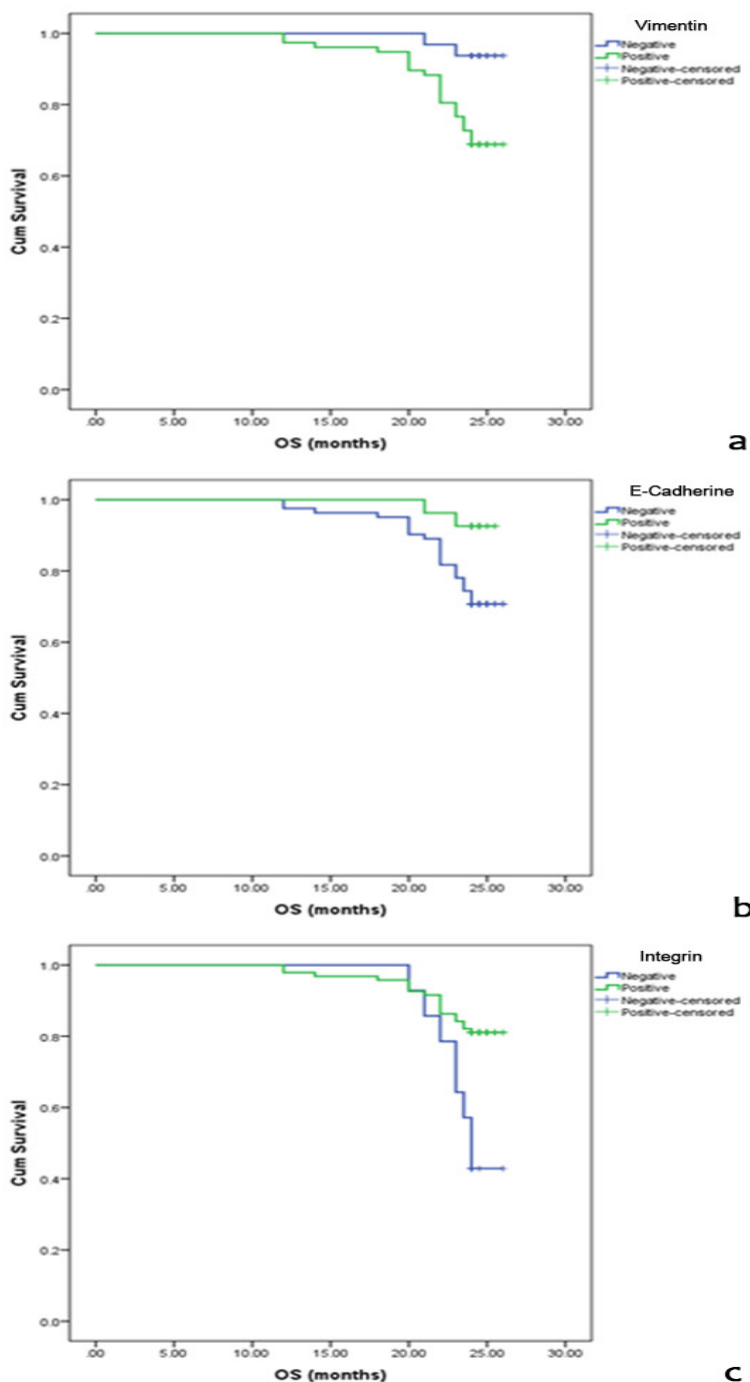 Vimentin
Negative
Positive
Negative-censored
Positive-censored
1.0
0.8
0.6
0.4
0.2
0.0
Cum Survival
.00 5.00 10.00 15.00 20.00 25.00 30.00
OS (months)
a
E-Cadherine
Negative
Positive
Negative-censored
Positive-censored
1.0
0.8
0.6
0.4
0.2
0.0
Cum Survival
.00 5.00 10.00 15.00 20.00 25.00 30.00
OS (months)
b
Integrin
Negative
Positive
Negative-censored
Positive-censored
1.0
0.8
0.6
0.4
0.2
0.0
Cum Survival
.00 5.00 10.00 15.00 20.00 25.00 30.00
OS (months)
c